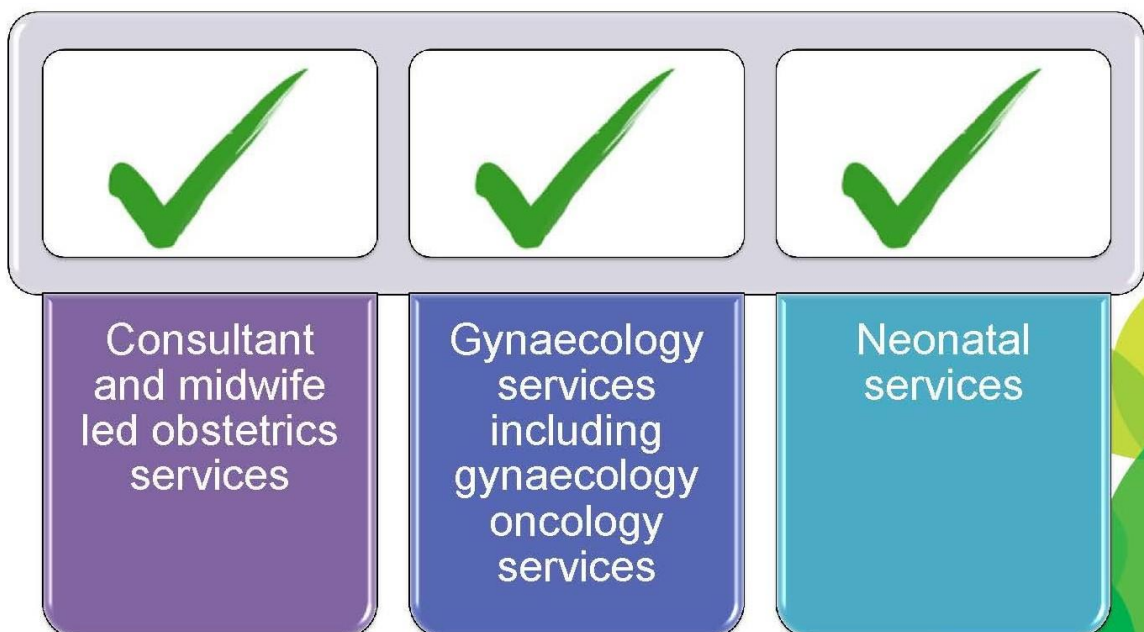 Consultant
and midwife
led obstetrics
services
Gynaecology
services
including
gynaecology
oncology
services
Neonatal
services